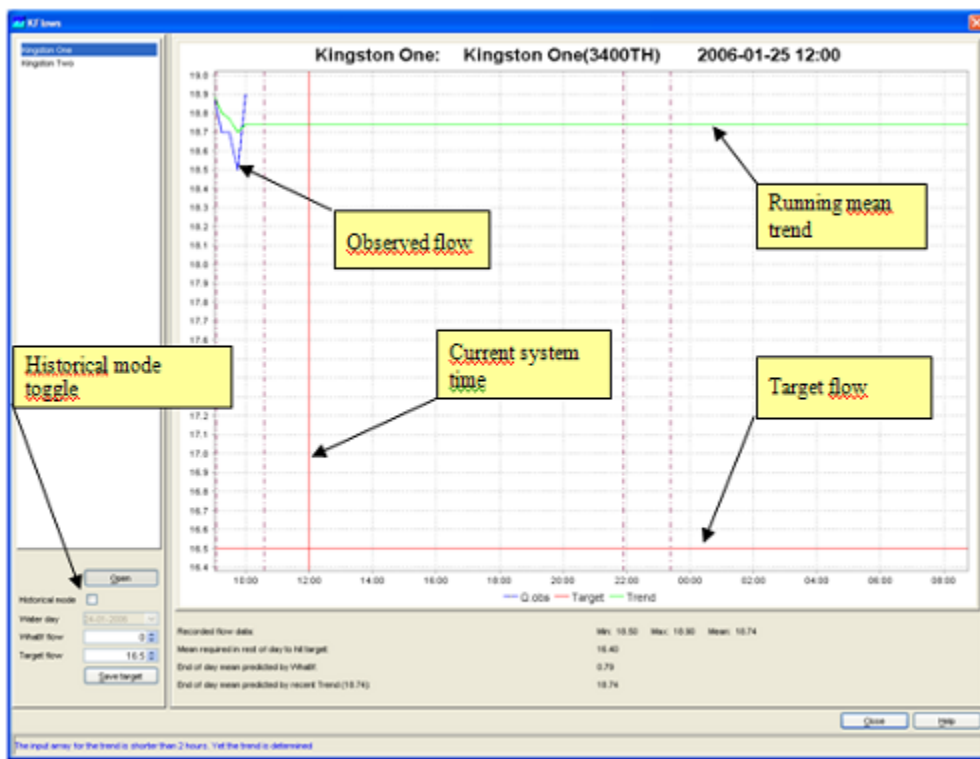 KFlows
Kingston One
Kingston Two
Kingston One: Kingston One(3400TH) 2006-01-25 12:00
19.0
18.9
18.8
18.7
18.6
18.5
18.4
18.3
18.2
18.1
18.0
17.9
17.8
17.7
17.6
17.2
17.1
17.0
16.9
16.8
16.7
16.6
16.5
16.4
Observed flow
Running mean
trend
Historical mode
toggle
Current system
time
Target flow
10:00 12:00 14:00 16:00 18:00 20:00 22:00 00:00 02:00 04:00 06:00 08:00
Q.obs Target Trend
Open
Historical mode
Water day 24-01-2006
WhatIf flow 0
Target flow 16.5
Save target
Recorded flow data: Min: 18.50 Max: 18.90 Mean: 18.74
Mean required in rest of day to hit target: 16.40
End of day mean predicted by WhatIf: 0.79
End of day mean predicted by recent Trend (18.74): 18.74
Close Help
The input array for the trend is shorter than 2 hours. Yet the trend is determined